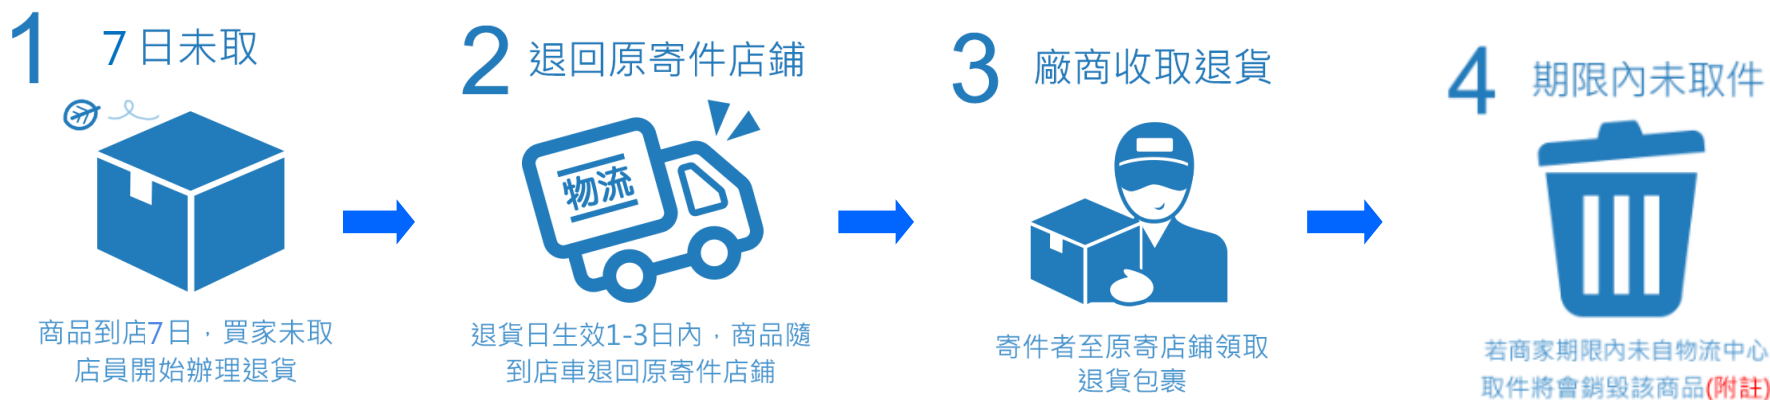 1 7日未取
商品到店7日，買家未取
店員開始辦理退貨
2 退回原寄件店鋪
物流
退貨日生效1-3日內，商品隨
到店車退回原寄件店鋪
3 廠商收取退貨
寄件者至原寄店鋪領取
退貨包裹
4 期限內未取件
若商家期限內未自物流中心
取件將會銷毀該商品(附註)